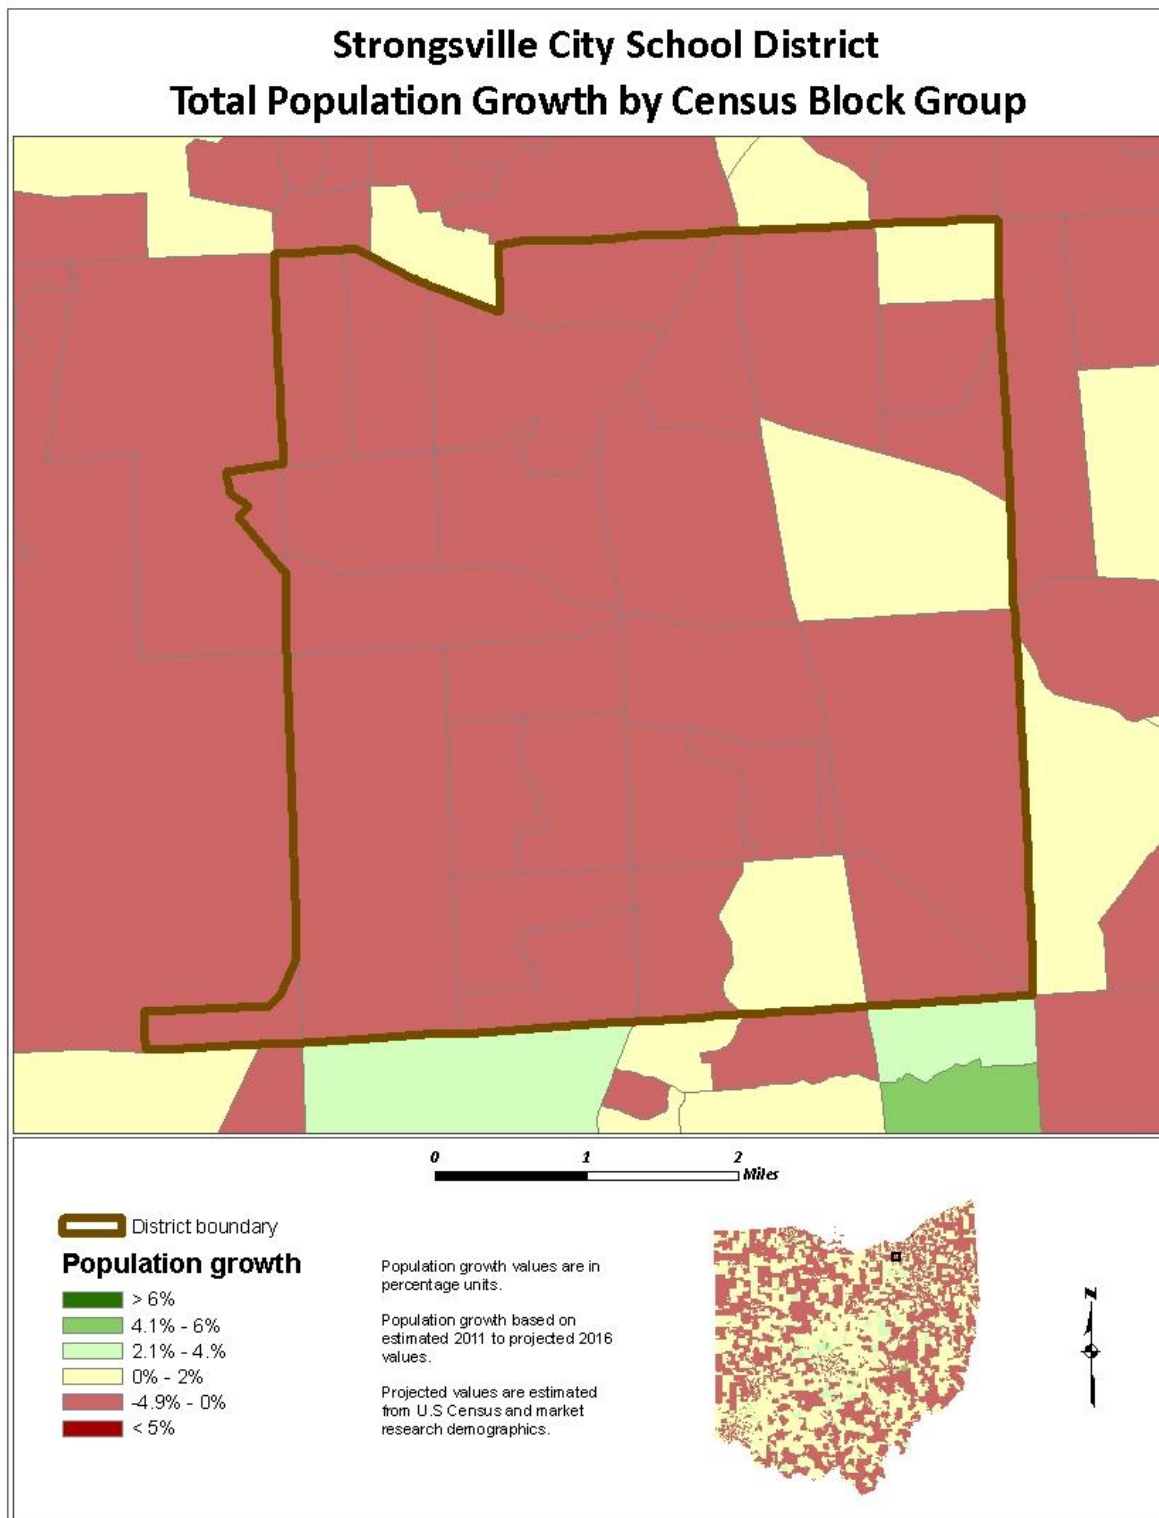 Strongsville City School District
Total Population Growth by Census Block Group
0 1 2
Miles
District boundary
Population growth
> 6%
4.1% - 6%
2.1% - 4.%
0% - 2%
-4.9% - 0%
< 5%
Population growth values are in
percentage units.
Population growth based on
estimated 2011 to projected 2016
values.
Projected values are estimated
from U.S Census and market
research demographics.
N